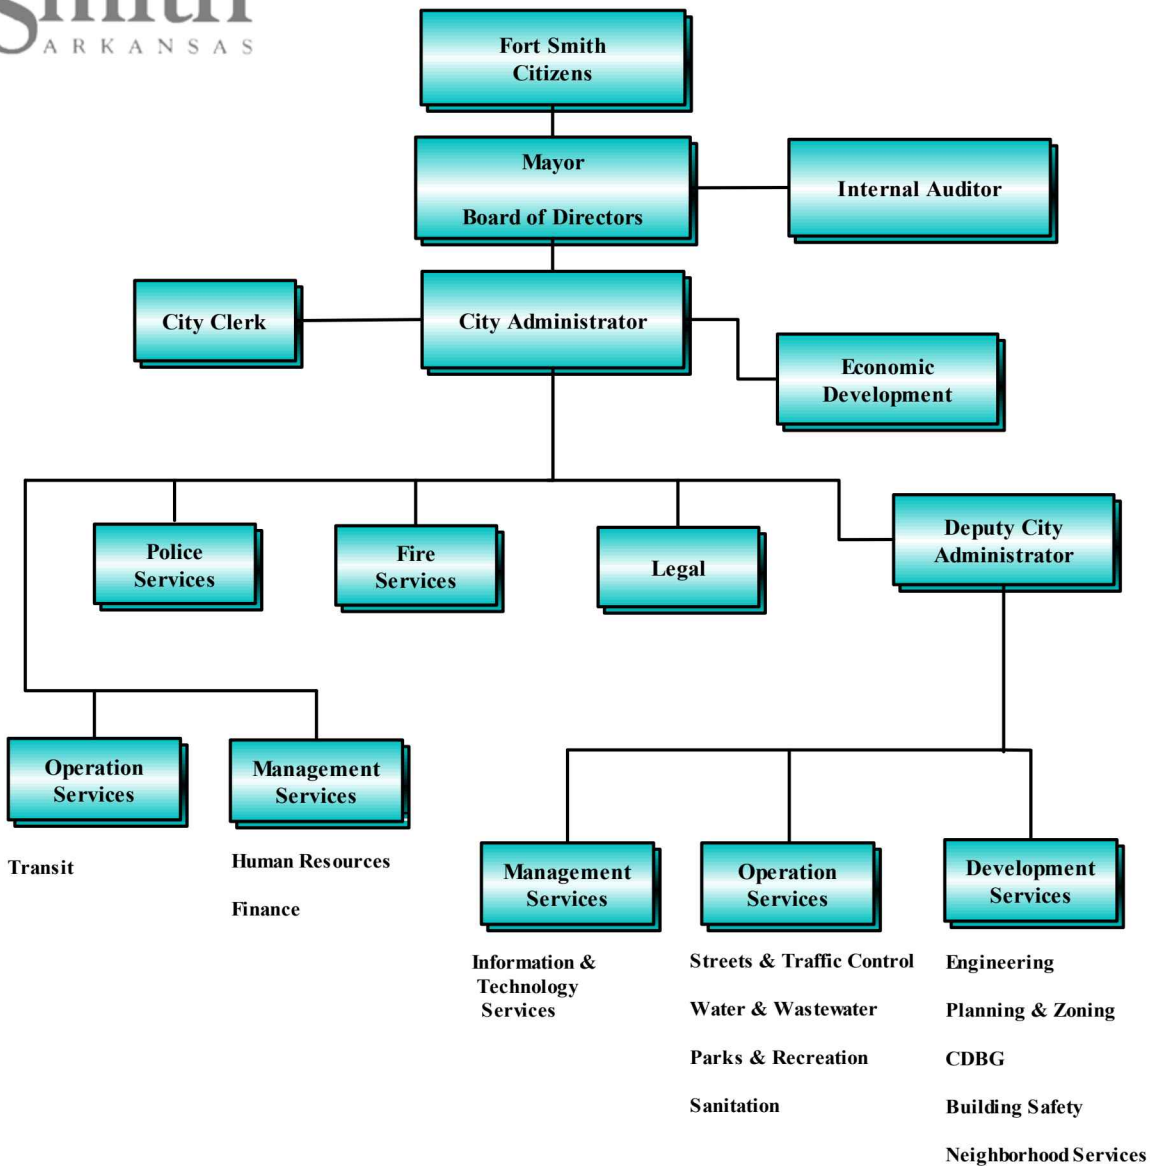 Smith
ARKANSAS
Fort Smith
Citizens
Mayor
Board of Directors
Internal Auditor
City Clerk
City Administrator
Economic
Development
Police
Services
Fire
Services
Legal
Deputy City
Administrator
Operation
Services
Management
Services
Transit
Human Resources
Finance
Management
Services
Operation
Services
Development
Services
Information &
Technology
Services
Streets & Traffic Control
Water & Wastewater
Parks & Recreation
Sanitation
Engineering
Planning & Zoning
CDBG
Building Safety
Neighborhood Services